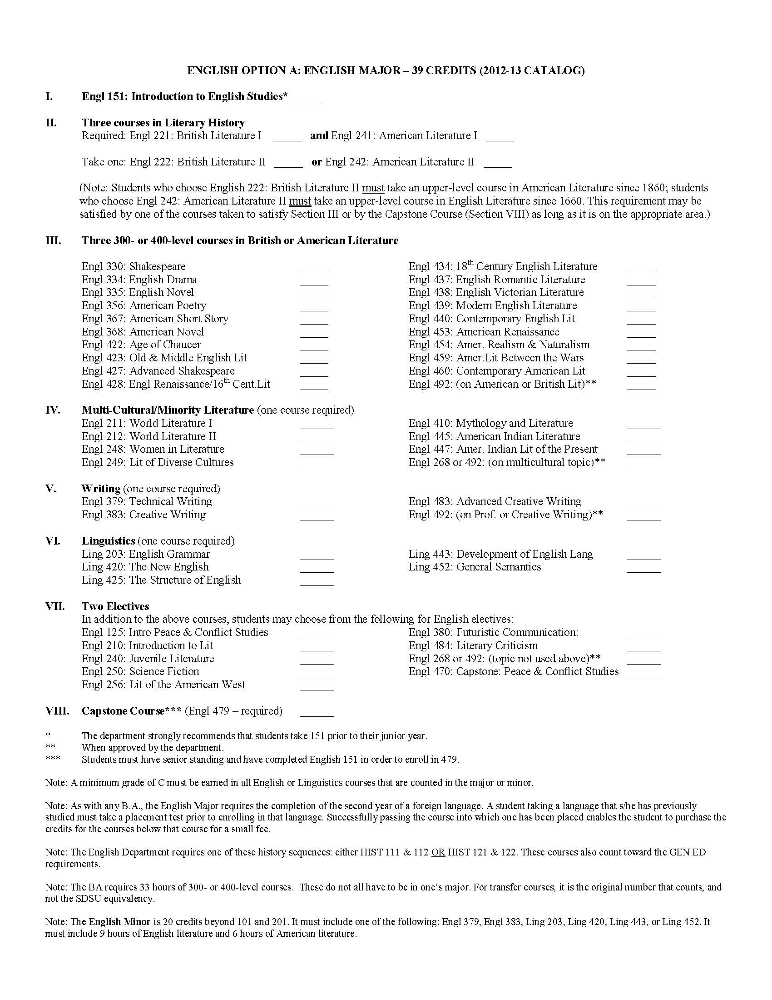 ENGLISH OPTION A: ENGLISH MAJOR – 39 CREDITS (2012-13 CATALOG)
I. Engl 151: Introduction to English Studies* _____
II. Three courses in Literary History
Required: Engl 221: British Literature I _____ and Engl 241: American Literature I _____
Take one: Engl 222: British Literature II _____ or Engl 242: American Literature II _____
(Note: Students who choose English 222: British Literature II must take an upper-level course in American Literature since 1860; students
who choose Engl 242: American Literature II must take an upper-level course in English Literature since 1660. This requirement may be
satisfied by one of the courses taken to satisfy Section III or by the Capstone Course (Section VIII) as long as it is on the appropriate area.)
III. Three 300- or 400-level courses in British or American Literature
Engl 330: Shakespeare _____ Engl 434: 18th Century English Literature _____
Engl 334: English Drama _____ Engl 437: English Romantic Literature _____
Engl 335: English Novel _____ Engl 438: English Victorian Literature _____
Engl 356: American Poetry _____ Engl 439: Modern English Literature _____
Engl 367: American Short Story _____ Engl 440: Contemporary English Lit _____
Engl 368: American Novel _____ Engl 453: American Renaissance _____
Engl 422: Age of Chaucer _____ Engl 454: Amer. Realism & Naturalism _____
Engl 423: Old & Middle English Lit _____ Engl 459: Amer.Lit Between the Wars _____
Engl 427: Advanced Shakespeare _____ Engl 460: Contemporary American Lit _____
Engl 428: Engl Renaissance/16th Cent.Lit _____ Engl 492: (on American or British Lit)** _____
IV. Multi-Cultural/Minority Literature (one course required)
Engl 211: World Literature I ______ Engl 410: Mythology and Literature ______
Engl 212: World Literature II ______ Engl 445: American Indian Literature ______
Engl 248: Women in Literature ______ Engl 447: Amer. Indian Lit of the Present ______
Engl 249: Lit of Diverse Cultures ______ Engl 268 or 492: (on multicultural topic)** ______
V. Writing (one course required)
Engl 379: Technical Writing ______ Engl 483: Advanced Creative Writing ______
Engl 383: Creative Writing ______ Engl 492: (on Prof. or Creative Writing)** ______
VI. Linguistics (one course required)
Ling 203: English Grammar ______ Ling 443: Development of English Lang ______
Ling 420: The New English ______ Ling 452: General Semantics ______
Ling 425: The Structure of English ______
VII. Two Electives
In addition to the above courses, students may choose from the following for English electives:
Engl 125: Intro Peace & Conflict Studies ______ Engl 380: Futuristic Communication: ______
Engl 210: Introduction to Lit ______ Engl 484: Literary Criticism ______
Engl 240: Juvenile Literature ______ Engl 268 or 492: (topic not used above)** ______
Engl 250: Science Fiction ______ Engl 470: Capstone: Peace & Conflict Studies ______
Engl 256: Lit of the American West ______
VIII. Capstone Course*** (Engl 479 – required) ______
* The department strongly recommends that students take 151 prior to their junior year.
** When approved by the department.
*** Students must have senior standing and have completed English 151 in order to enroll in 479.
Note: A minimum grade of C must be earned in all English or Linguistics courses that are counted in the major or minor.
Note: As with any B.A., the English Major requires the completion of the second year of a foreign language. A student taking a language that s/he has previously
studied must take a placement test prior to enrolling in that language. Successfully passing the course into which one has been placed enables the student to purchase the
credits for the courses below that course for a small fee.
Note: The English Department requires one of these history sequences: either HIST 111 & 112 OR HIST 121 & 122. These courses also count toward the GEN ED
requirements.
Note: The BA requires 33 hours of 300- or 400-level courses. These do not all have to be in one's major. For transfer courses, it is the original number that counts, and
not the SDSU equivalency.
Note: The English Minor is 20 credits beyond 101 and 201. It must include one of the following: Engl 379, Engl 383, Ling 203, Ling 420, Ling 443, or Ling 452. It
must include 9 hours of English literature and 6 hours of American literature.